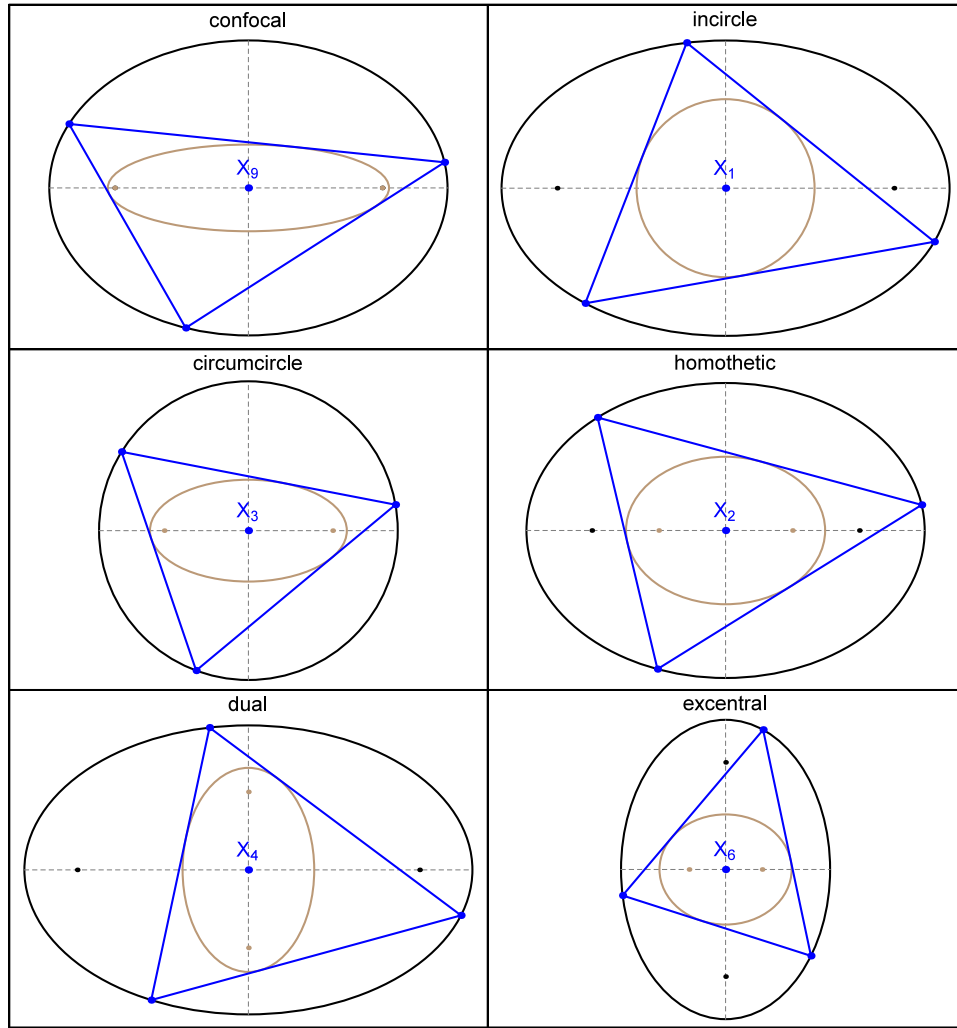 confocal
X9
incircle
X1
circumcircle
X3
homothetic
X2
dual
X4
excentral
X6